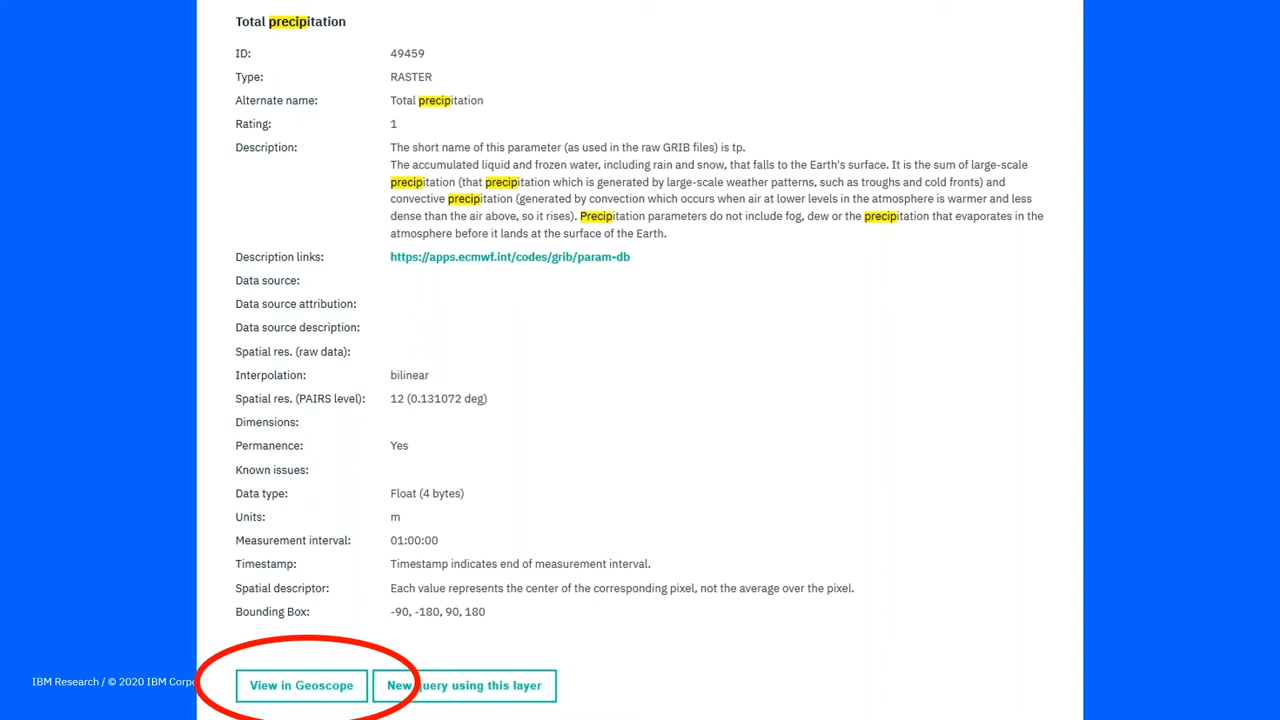 Total precipitation
ID: 49459
Type: RASTER
Alternate name: Total precipitation
Rating: 1
Description: The short name of this parameter (as used in the raw GRIB files) is tp.
The accumulated liquid and frozen water, including rain and snow, that falls to the Earth's surface. It is the sum of large-scale
precipitation (that precipitation which is generated by large-scale weather patterns, such as troughs and cold fronts) and
convective precipitation (generated by convection which occurs when air at lower levels in the atmosphere is warmer and less
dense than the air above, so it rises). Precipitation parameters do not include fog, dew or the precipitation that evaporates in the
atmosphere before it lands at the surface of the Earth.
Description links: https://apps.ecmwf.int/codes/grib/param-db
Data source:
Data source attribution:
Data source description:
Spatial res. (raw data):
Interpolation: bilinear
Spatial res. (PAIRS level): 12 (0.131072 deg)
Dimensions:
Permanence: Yes
Known issues:
Data type: Float (4 bytes)
Units: m
Measurement interval: 01:00:00
Timestamp: Timestamp indicates end of measurement interval.
Spatial descriptor: Each value represents the center of the corresponding pixel, not the average over the pixel.
Bounding Box: -90, -180, 90, 180
IBM Research / © 2020 IBM Corpo
View in Geoscope New query using this layer